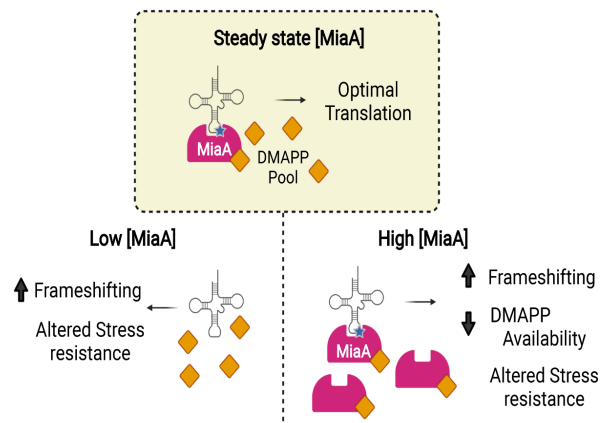 Steady state [MiaA]
Optimal
Translation
MiaA
DMAPP
Pool
Low [MiaA]
Frameshifting
Altered Stress
resistance
High [MiaA]
MiaA
Frameshifting
DMAPP
Availability
Altered Stress
resistance